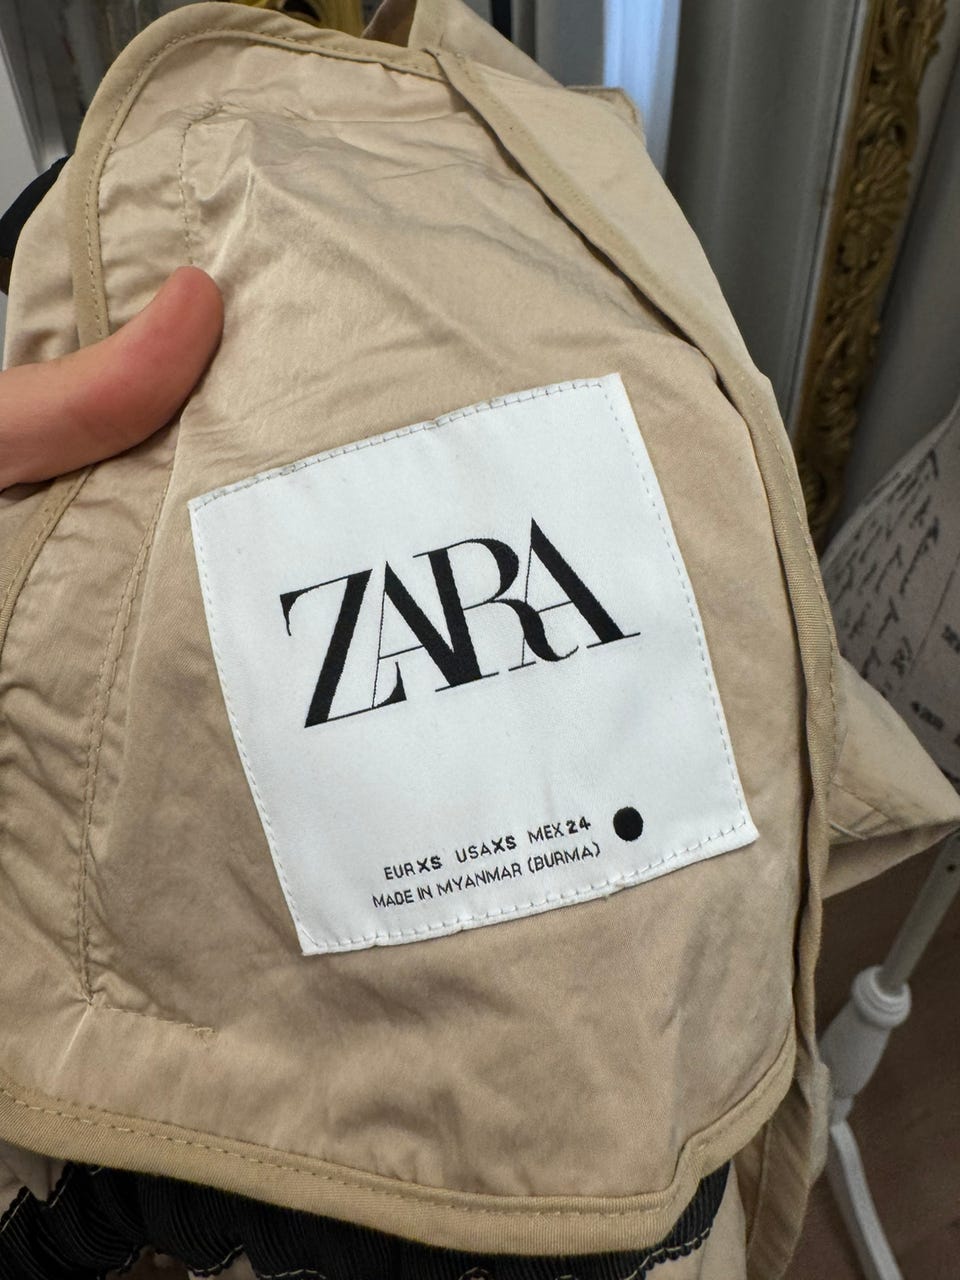 ZARA
EUR XS USA XS MEX 24
MADE IN MYANMAR (BURMA)